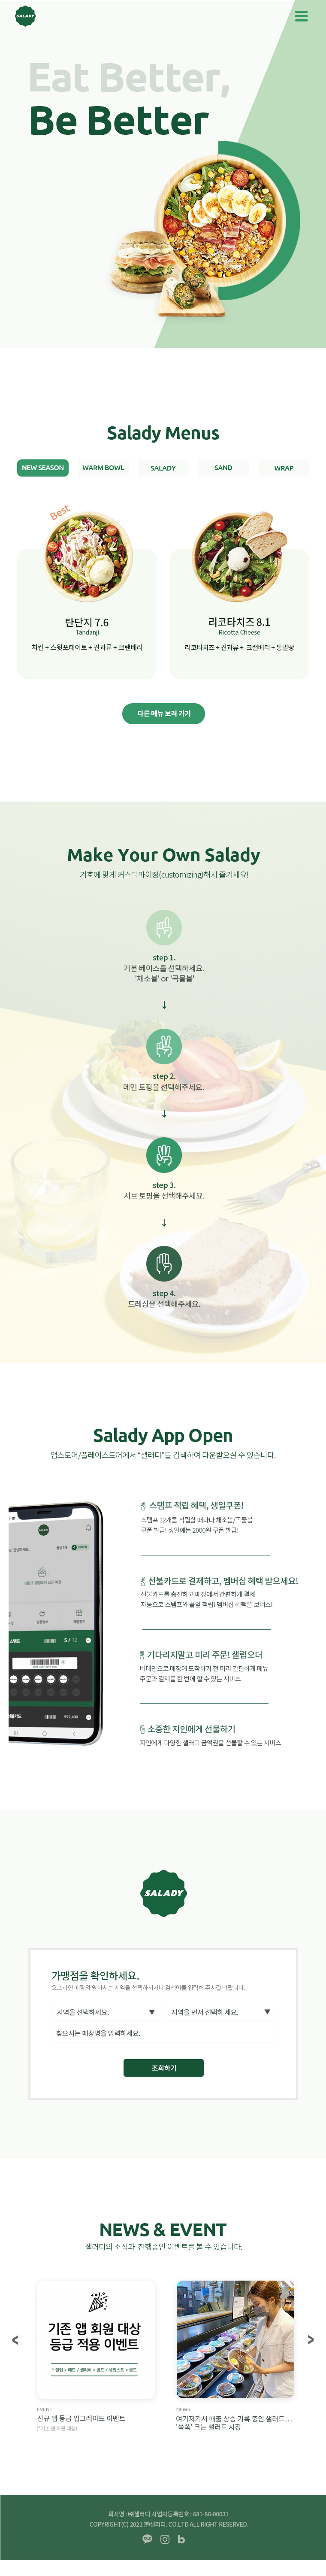 SALADY
Eat Better,
Be Better
Salady Menus
NEW SEASON
WARM BOWL
SALADY
SAND
WRAP
Best
탄단지 7.6
Tandanji
치킨 + 스윗포테이토 + 견과류 + 크랜베리
리코타치즈 8.1
Ricotta Cheese
리코타치즈 + 견과류 + 크랜베리 + 통밀빵
다른 메뉴 보러 가기
Make Your Own Salady
기호에 맞게 커스터마이징(customizing)해서 즐기세요!
step 1.
기본 베이스를 선택하세요.
'채소볼' or '곡물볼'
↓
step 2.
메인 토핑을 선택해주세요.
↓
step 3.
서브 토핑을 선택해주세요.
↓
step 4.
드레싱을 선택해주세요.
Salady App Open
앱스토어/플레이스토어에서 "샐러디"를 검색하여 다운받으실 수 있습니다.
스탬프 적립 혜택, 생일쿠폰!
스탬프 12개를 적립할 때마다 채소볼/곡물볼
쿠폰 발급! 생일에는 2000원 쿠폰 발급!
선불카드로 결제하고, 멤버십 혜택 받으세요!
선불카드를 충전하고 매장에서 간편하게 결제
자동으로 스탬프와 풀잎 적립! 멤버십 혜택은 보너스!
기다리지말고 미리 주문! 샐럽오더
비대면으로 매장에 도착하기 전 미리 간편하게 메뉴
주문과 결제를 한 번에 할 수 있는 서비스
소중한 지인에게 선물하기
지인에게 다양한 샐러디 금액권을 선물할 수 있는 서비스
5 / 12
SALADY
가맹점을 확인하세요.
오프라인 매장의 원하시는 지역을 선택하시거나 검색어를 입력해 주시길 바랍니다.
지역을 선택하세요. ▼
지역을 먼저 선택하 세요. ▼
찾으시는 매장명을 입력하세요.
조회하기
NEWS & EVENT
샐러디의 소식과 진행중인 이벤트를 볼 수 있습니다.
<
기존 앱 회원 대상
등급 적용 이벤트
>
EVENT
신규 앱 등급 업그레이드 이벤트
(*기존 앱 회원 대상)
NEWS
여기저기서 매출 상승 기록 중인 샐러드…
'쑥쑥' 크는 샐러드 시장
회사명 : ㈜샐러디 사업자등록번호 : 681-86-00031
COPYRIGHT(C) 2021 ㈜샐러디. CO.LTD ALL RIGHT RESERVED.